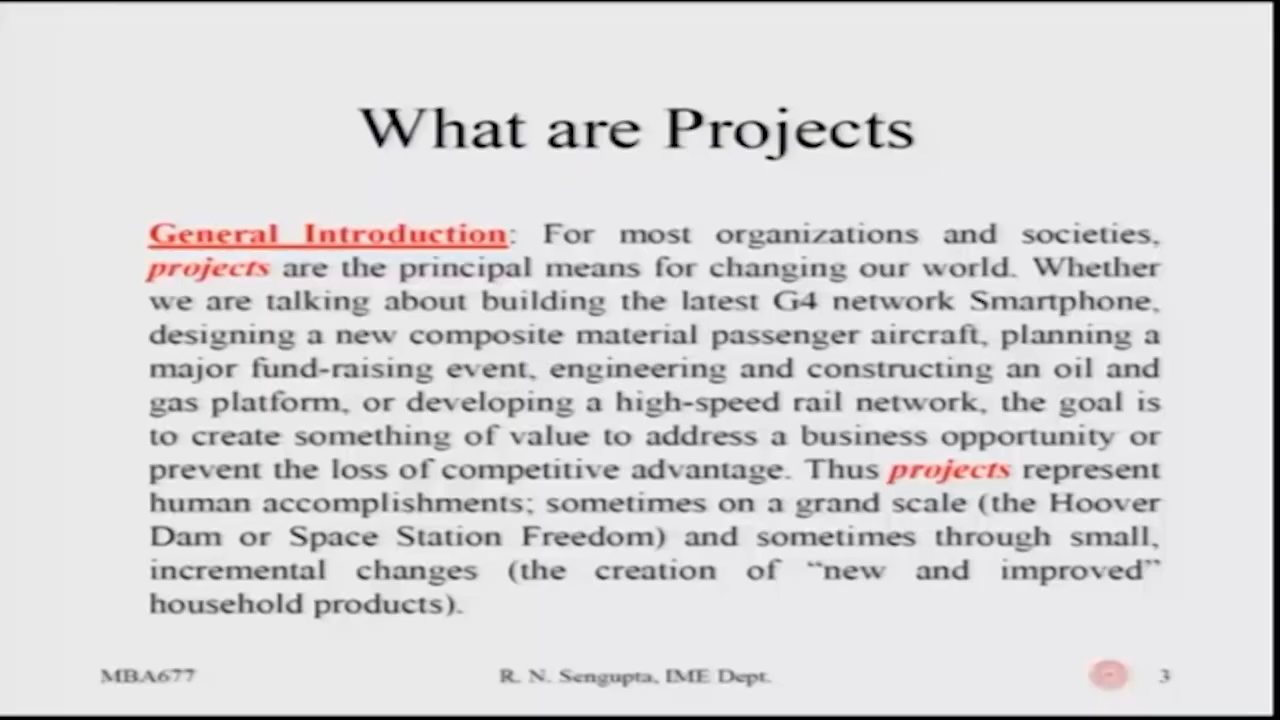 What are Projects
General Introduction: For most organizations and societies,
projects are the principal means for changing our world. Whether
we are talking about building the latest G4 network Smartphone,
designing a new composite material passenger aircraft, planning a
major fund-raising event, engineering and constructing an oil and
gas platform, or developing a high-speed rail network, the goal is
to create something of value to address a business opportunity or
prevent the loss of competitive advantage. Thus projects represent
human accomplishments; sometimes on a grand scale (the Hoover
Dam or Space Station Freedom) and sometimes through small,
incremental changes (the creation of “new and improved”
household products).
MBA677 R. N. Sengupta, IME Dept. 3